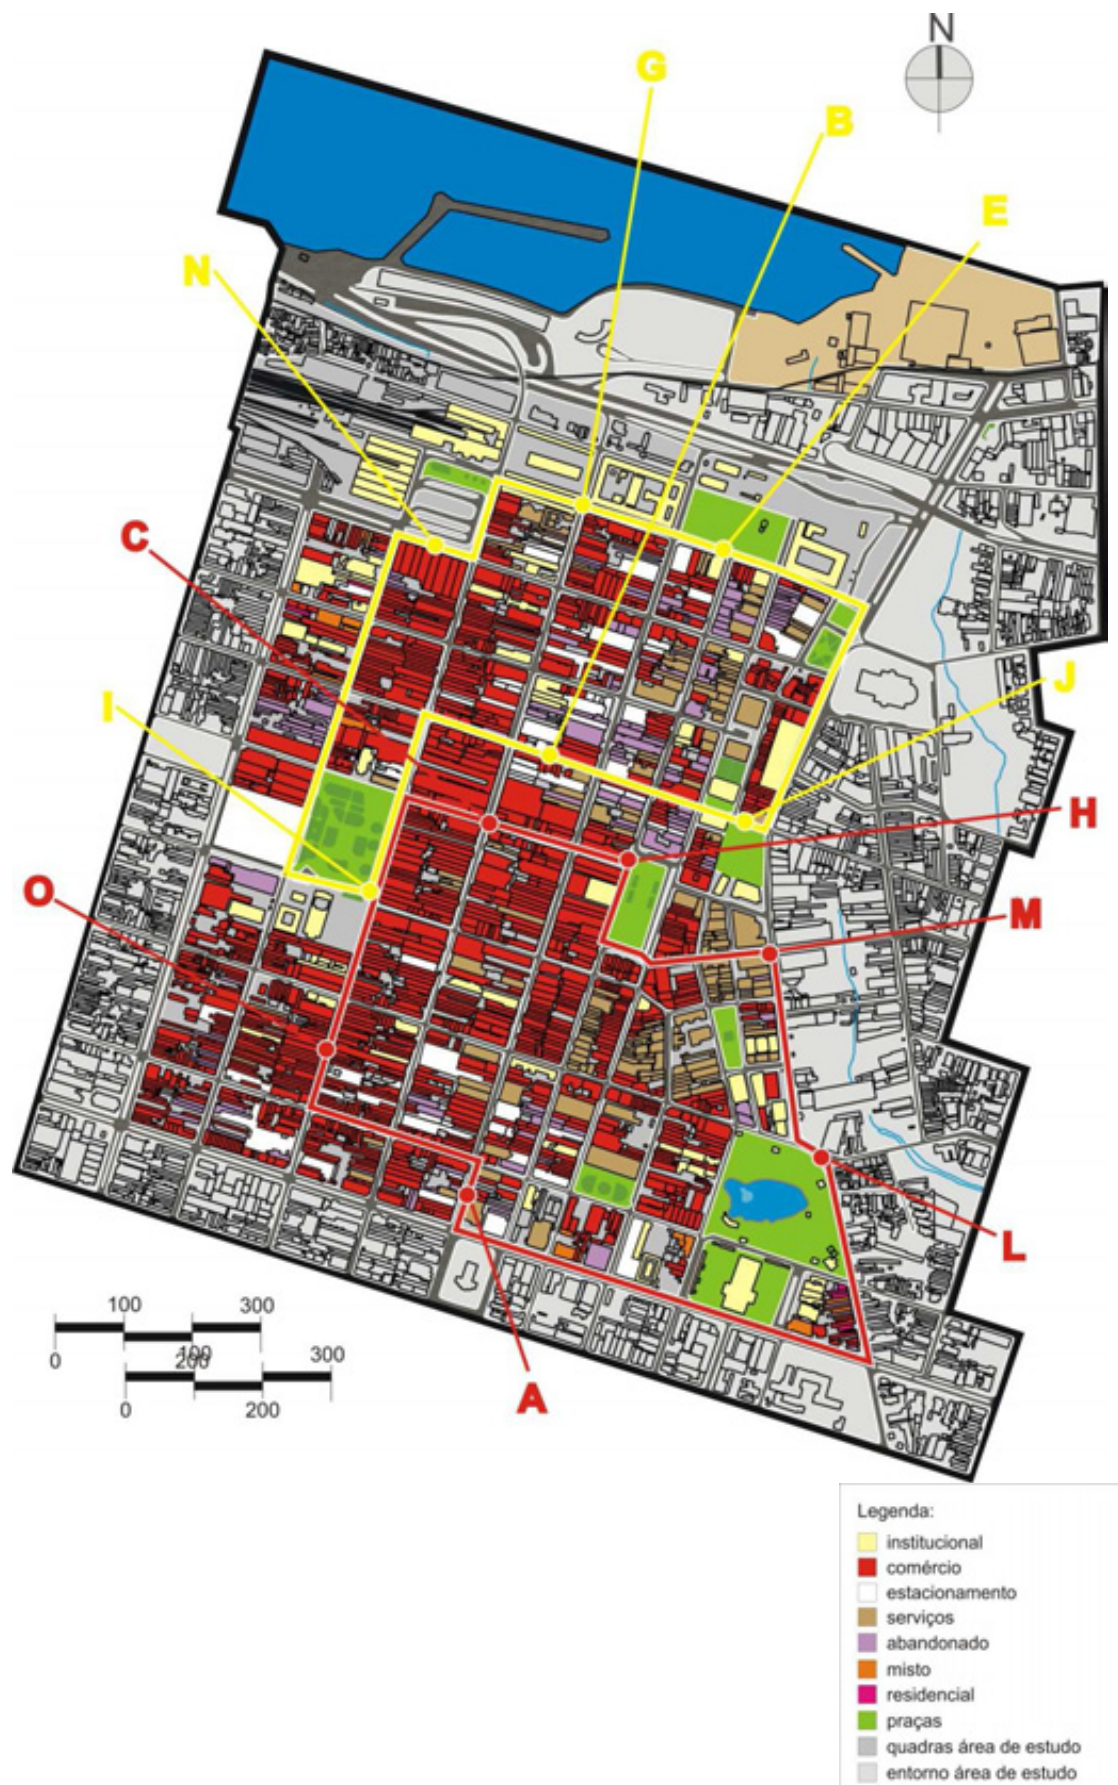 N
G
B
E
N
C
J
I
H
O
M
L
A
100 300
0 200
100 300
0 200
Legenda:
institucional
comércio
estacionamento
serviços
abandonado
misto
residencial
praças
quadras área de estudo
entorno área de estudo